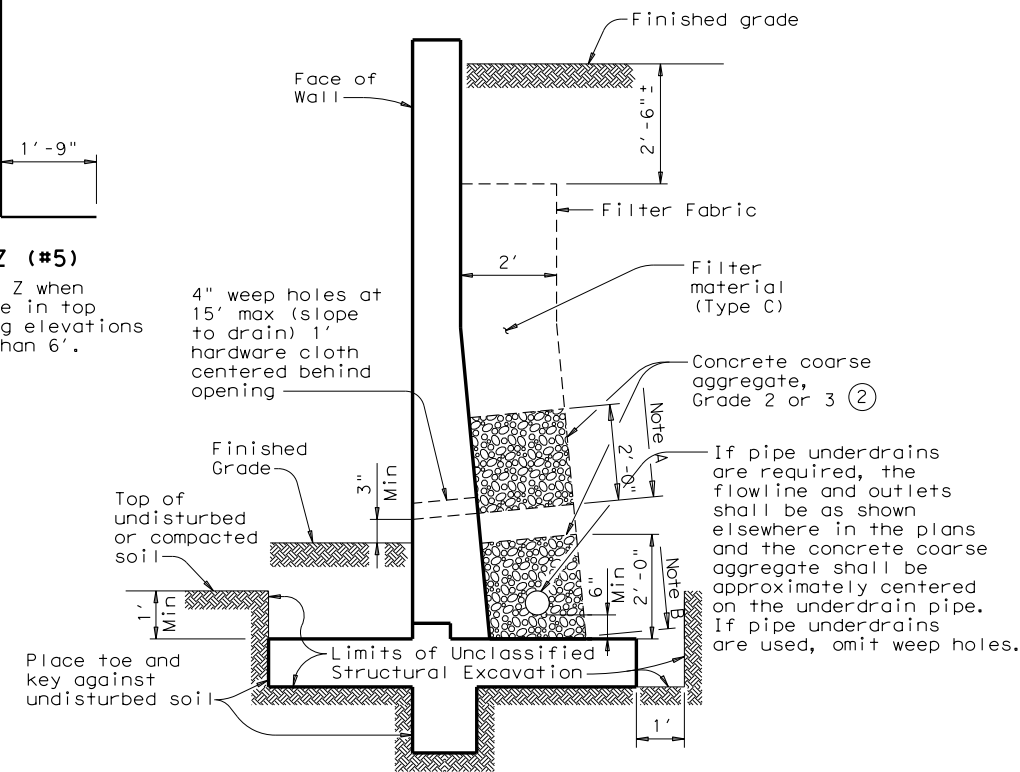 Finished grade
Face of
Wall
2'-6"±
1'-9"
Filter Fabric
Z (#5)
Z when
e in top
g elevations
han 6'.
2'
4" weep holes at
15' max (slope
to drain) 1'
hardware cloth
centered behind
opening
Filter
material
(Type C)
Concrete coarse
aggregate,
Grade 2 or 3 2
Note A
2'-0"
Finished
Grade
3"
Min
If pipe underdrains
are required, the
flowline and outlets
shall be as shown
elsewhere in the plans
and the concrete coarse
aggregate shall be
approximately centered
on the underdrain pipe.
If pipe underdrains
are used, omit weep holes.
Top of
undisturbed
or compacted
soil
1'
Min
6"
Min
2'-0"
Note B
Limits of Unclassified
Structural Excavation
Place toe and
key against
undisturbed soil
1'